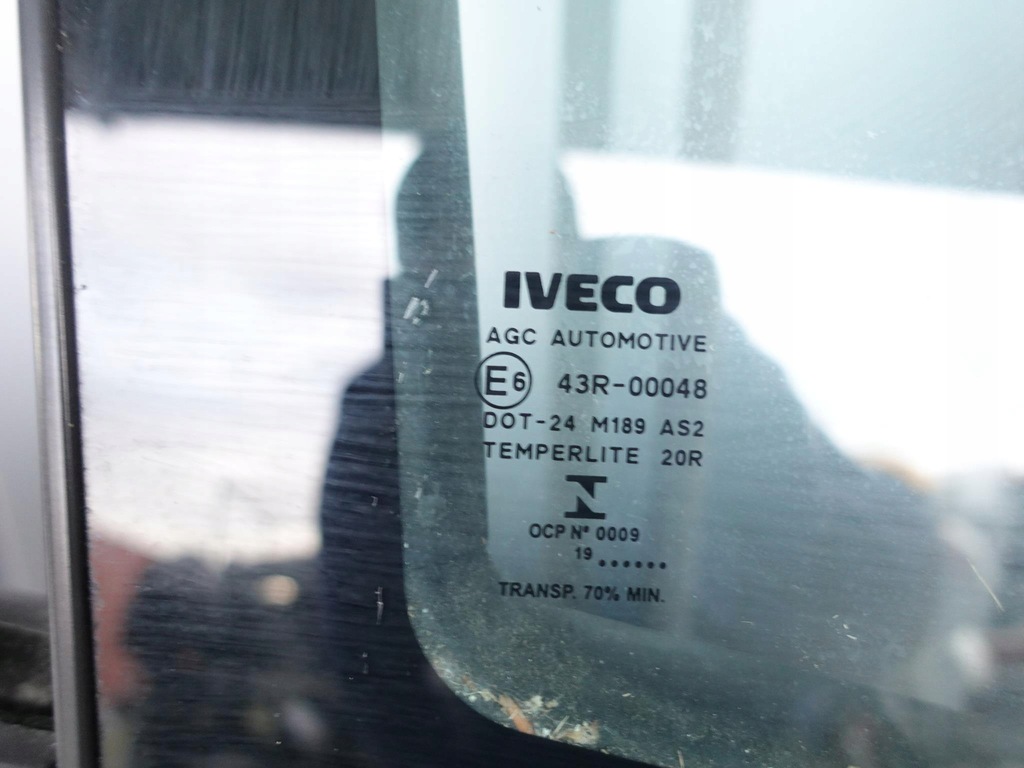 IVECO
AGC AUTOMOTIVE
E6 43R-00048
DOT-24 M189 AS2
TEMPERLITE 20R
OCP Nº 0009
19 ......
TRANSP. 70% MIN.